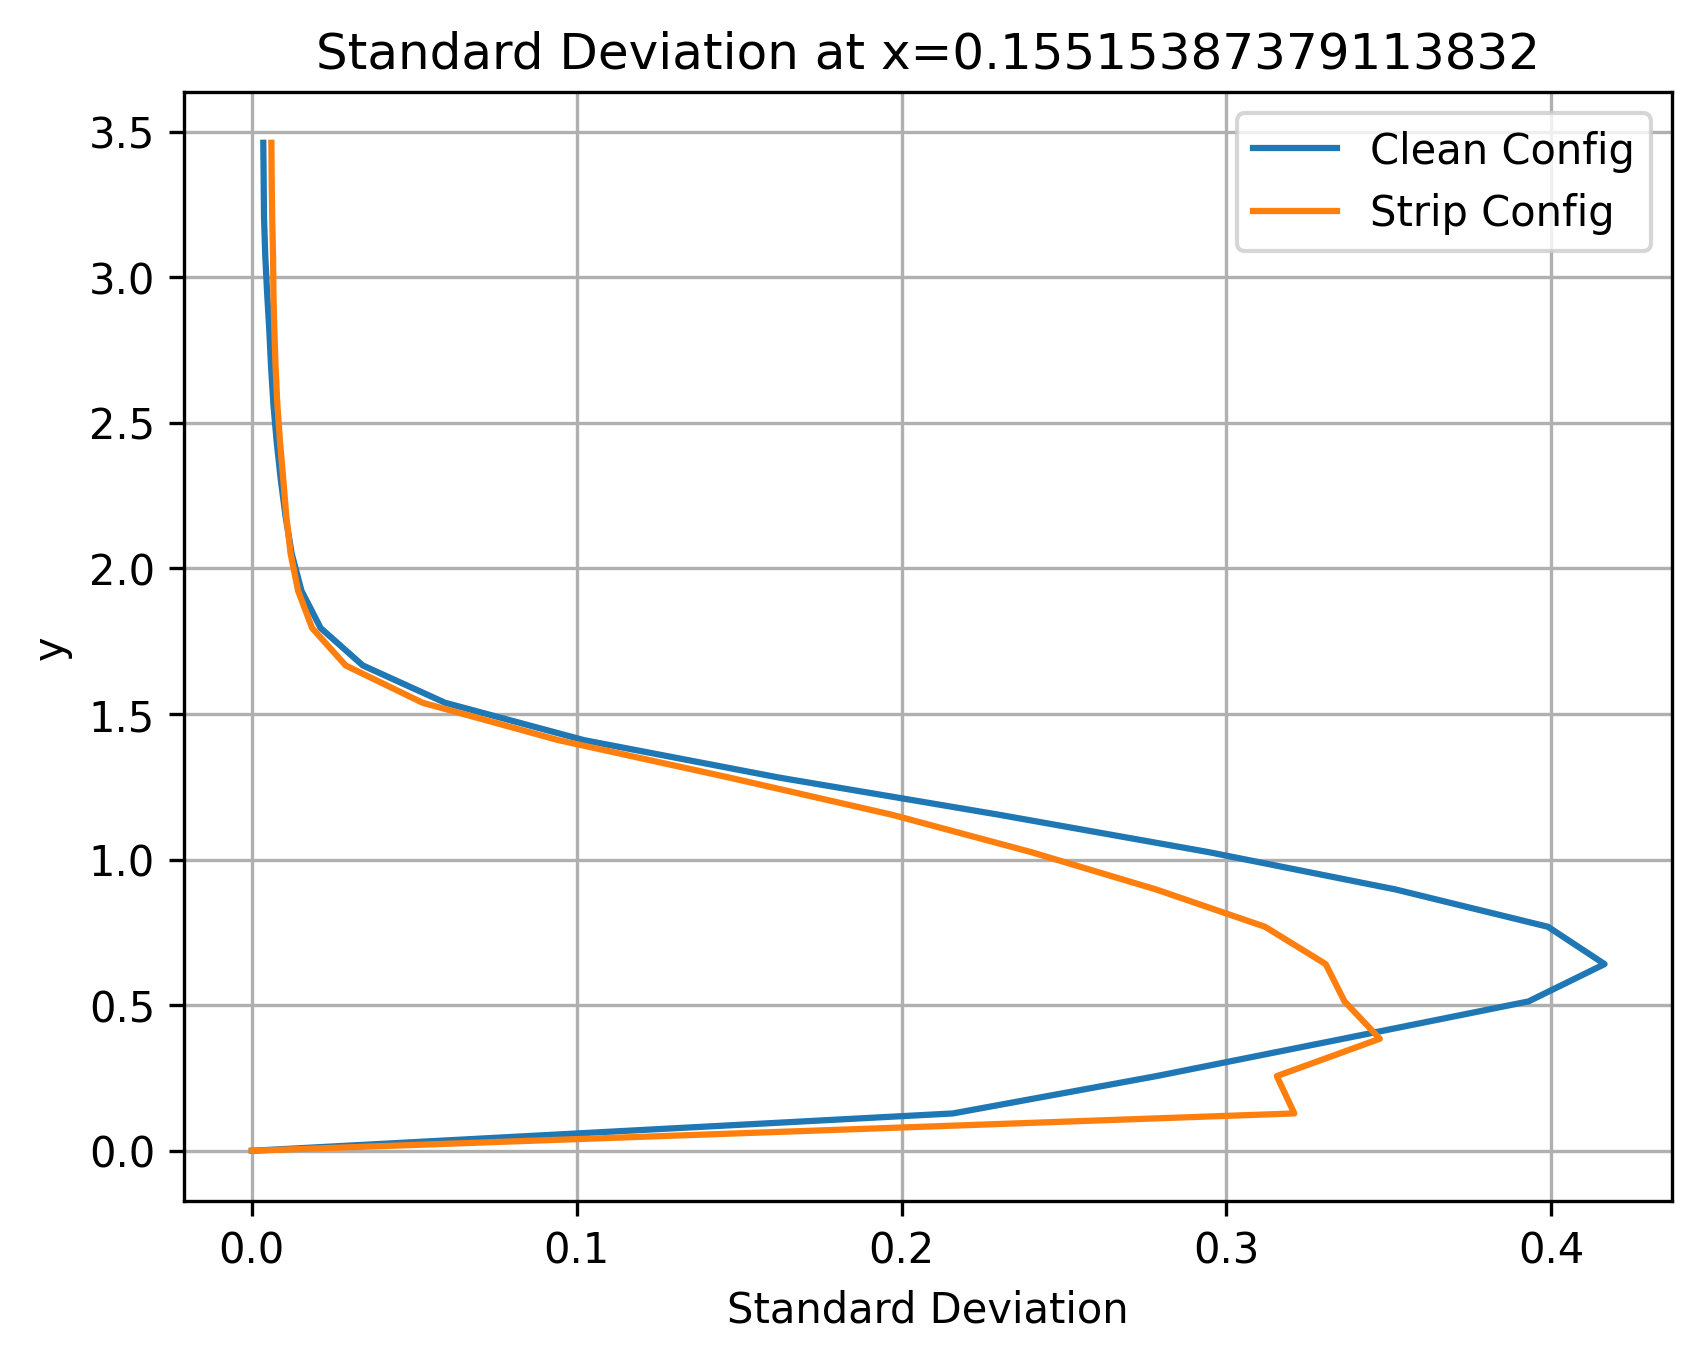 Standard Deviation at x=0.15515387379113832
Clean Config
Strip Config
3.5
3.0
2.5
2.0
1.5
1.0
0.5
0.0
y
0.0 0.1 0.2 0.3 0.4
Standard Deviation